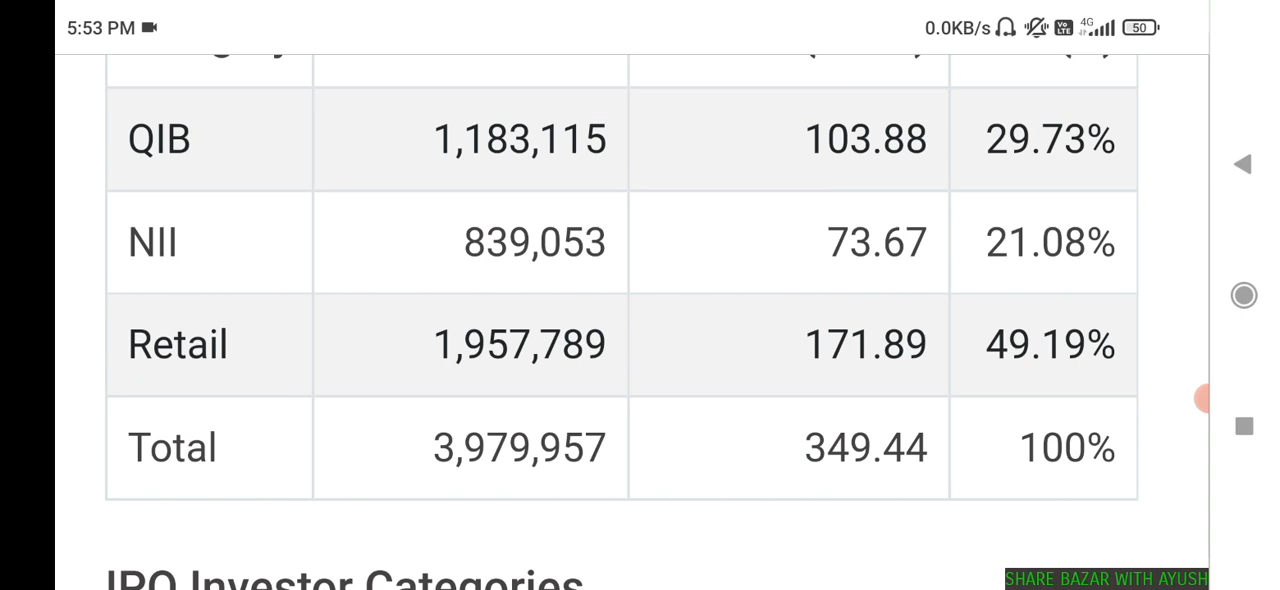 5:53 PM 0.0KB/s Vo LTE 4G 50
QIB 1,183,115 103.88 29.73%
NII 839,053 73.67 21.08%
Retail 1,957,789 171.89 49.19%
Total 3,979,957 349.44 100%
IPO Investor Categories
SHARE BAZAR WITH AYUSH